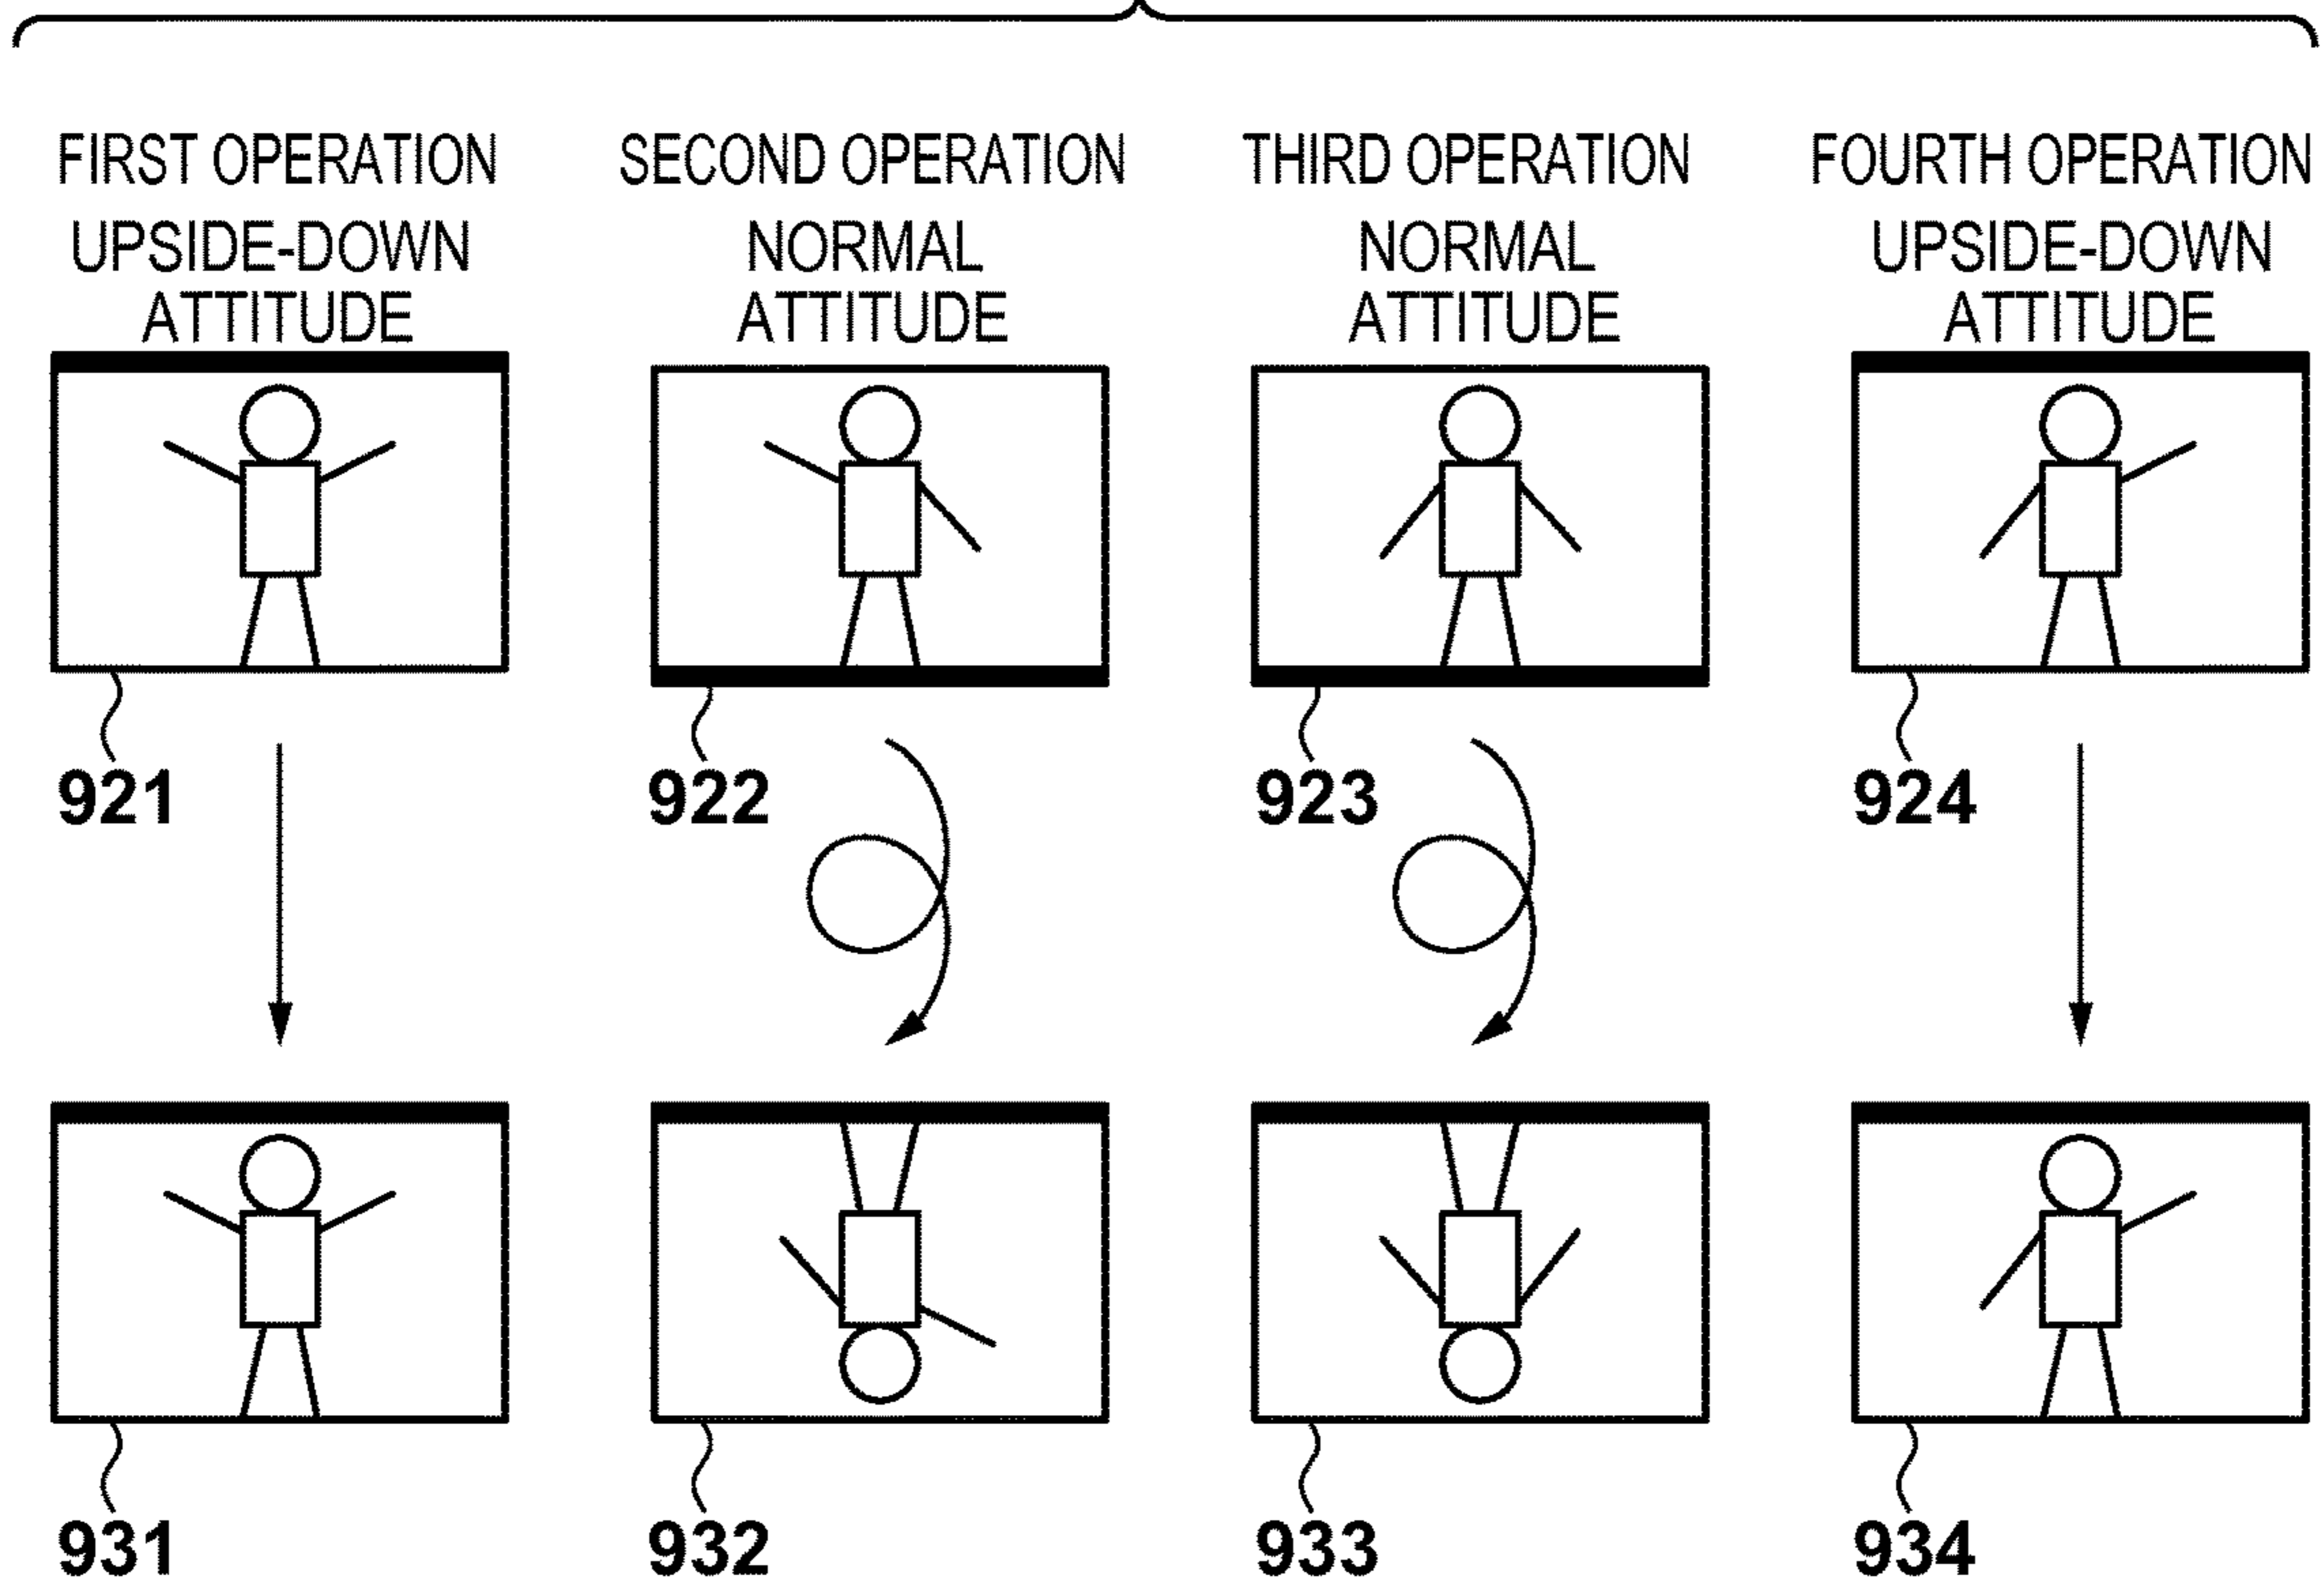 FIRST OPERATION
SECOND OPERATION
THIRD OPERATION
FOURTH OPERATION
UPSIDE-DOWN
ATTITUDE
NORMAL
ATTITUDE
NORMAL
ATTITUDE
UPSIDE-DOWN
ATTITUDE
921
922
923
924
931
932
933
934